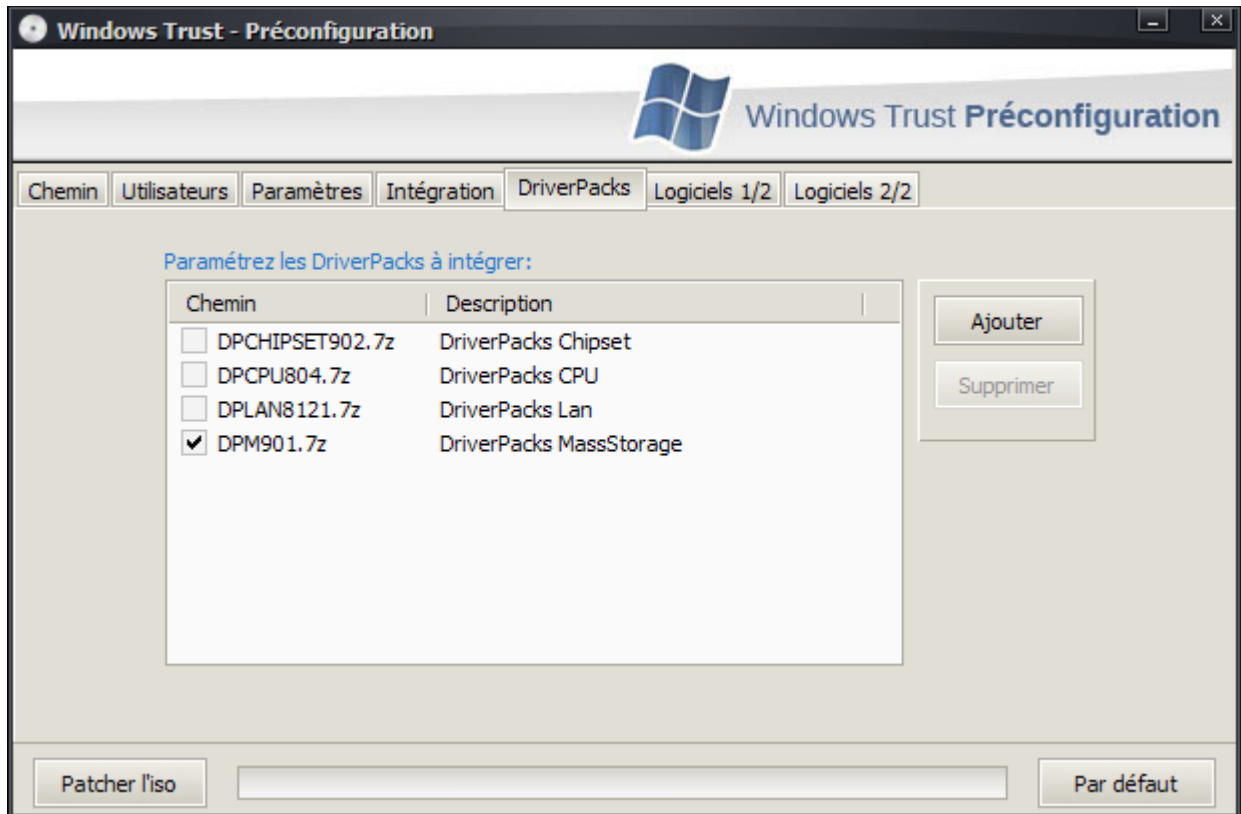 Windows Trust - Préconfiguration
Windows Trust Préconfiguration
Chemin Utilisateurs Paramètres Intégration DriverPacks Logiciels 1/2 Logiciels 2/2
Paramétrez les DriverPacks à intégrer:
Chemin Description
DPCHIPSET902.7z DriverPacks Chipset
DPCPU804.7z DriverPacks CPU
DPLAN8121.7z DriverPacks Lan
DPM901.7z DriverPacks MassStorage
Ajouter
Supprimer
Patcher l'iso Par défaut